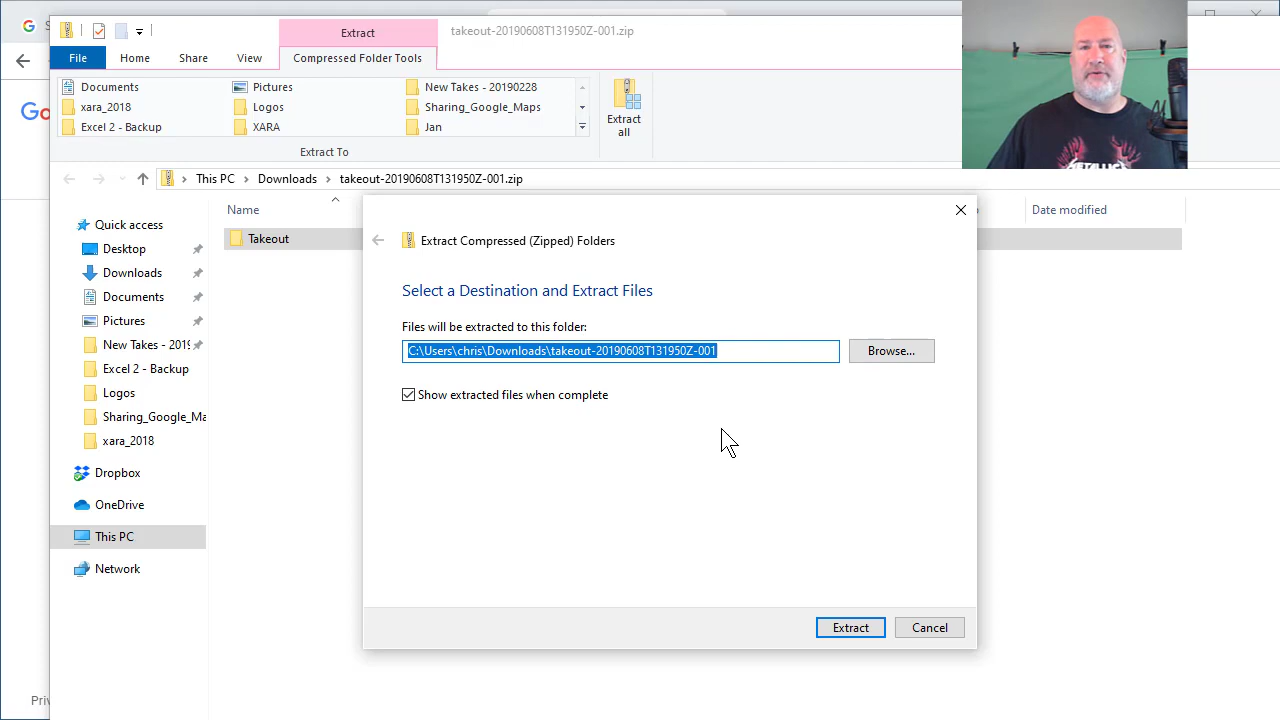 Extract
takeout-20190608T131950Z-001.zip
File
Home
Share
View
Compressed Folder Tools
Documents
Pictures
New Takes - 20190228
xara_2018
Logos
Sharing_Google_Maps
Excel 2 - Backup
XARA
Jan
Extract
all
Extract To
This PC
Downloads
takeout-20190608T131950Z-001.zip
Name
Date modified
Quick access
Takeout
Desktop
Downloads
Documents
Pictures
New Takes - 2019
Excel 2 - Backup
Logos
Sharing_Google_Ma
xara_2018
Dropbox
OneDrive
This PC
Network
Extract Compressed (Zipped) Folders
Select a Destination and Extract Files
Files will be extracted to this folder:
C:\Users\chris\Downloads\takeout-20190608T131950Z-001
Browse...
Show extracted files when complete
Extract
Cancel
Go
Priv
METALLICA